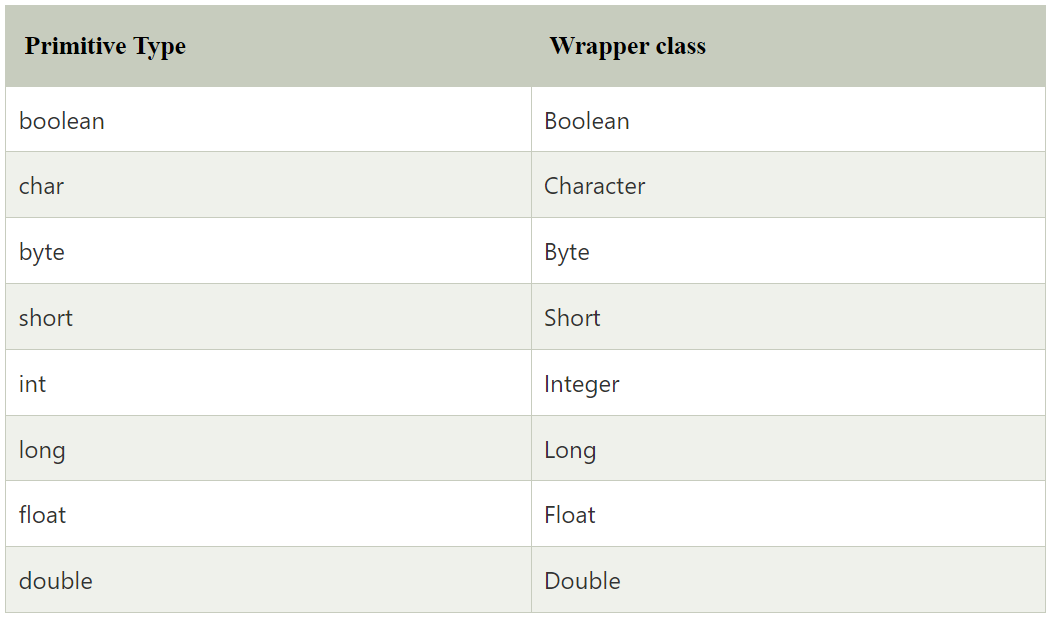 Primitive Type Wrapper class
boolean Boolean
char Character
byte Byte
short Short
int Integer
long Long
float Float
double Double